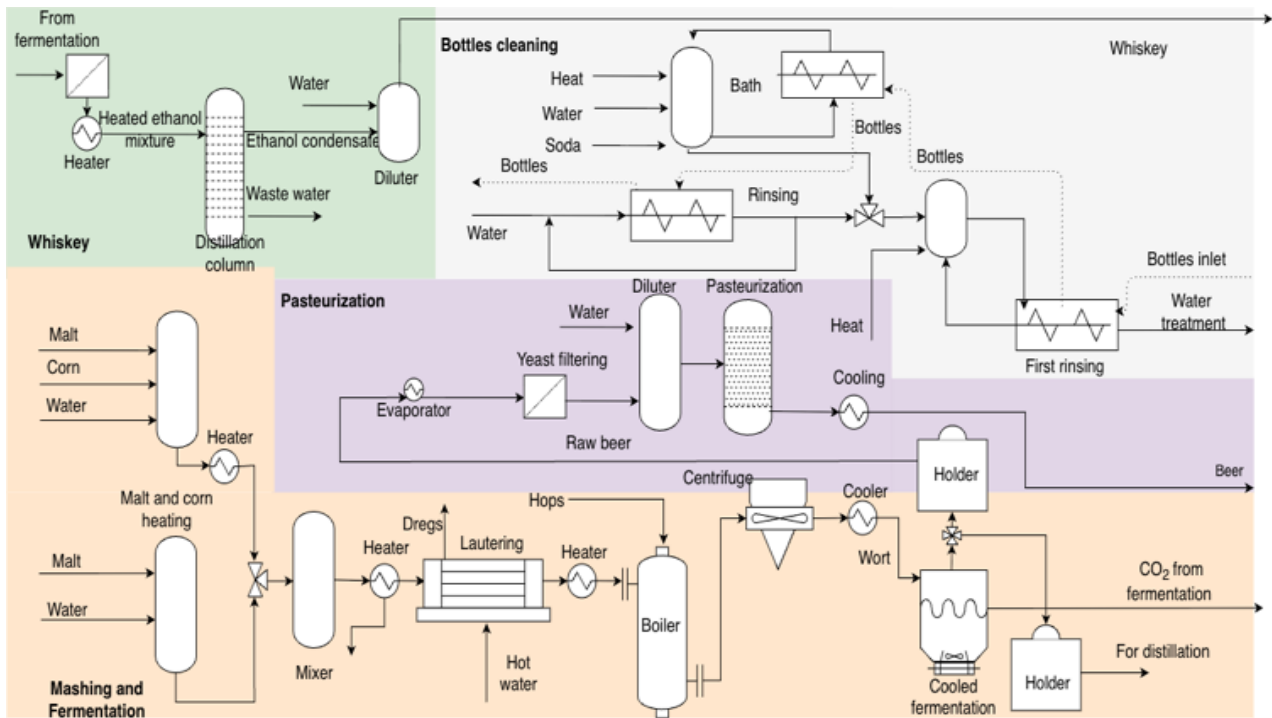 From
fermentation
Heated ethanol
mixture
Heater
Water
Ethanol condensate
Diluter
Waste water
Distillation
column
Whiskey
Bottles cleaning
Whiskey
Heat
Water
Soda
Bath
Bottles
Bottles
Bottles
Rinsing
Water
Heat
Bottles inlet
Water
treatment
First rinsing
Pasteurization
Diluter
Pasteurization
Water
Yeast filtering
Evaporator
Cooling
Raw beer
Beer
Malt
Corn
Water
Heater
Malt and corn
heating
Malt
Water
Mashing and
Fermentation
Mixer
Heater
Dregs
Lautering
Hot
water
Heater
Hops
Boiler
Centrifuge
Cooler
Wort
Holder
Cooled
fermentation
CO2 from
fermentation
Holder
For distillation